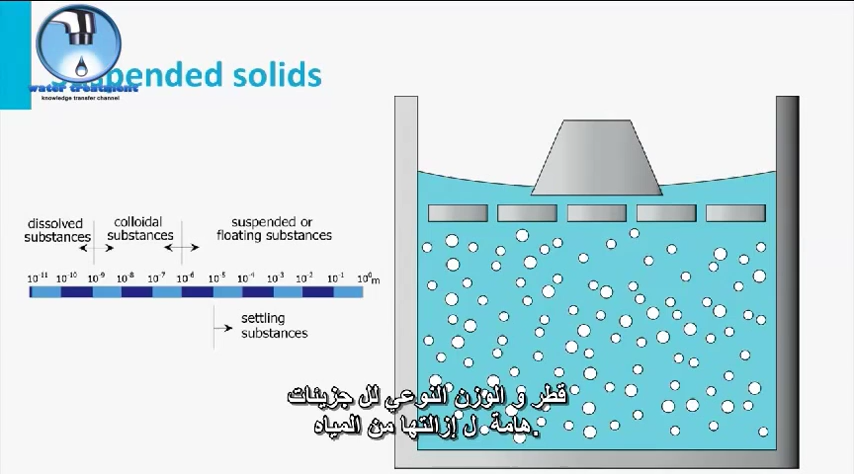 Suspended solids
water treatment
knowledge transfer channel
dissolved
substances
colloidal
substances
suspended or
floating substances
10⁻¹¹ 10⁻¹⁰ 10⁻⁹ 10⁻⁸ 10⁻⁷ 10⁻⁶ 10⁻⁵ 10⁻⁴ 10⁻³ 10⁻² 10⁻¹ 10⁰ m
settling
substances
قطر و الوزن النوعي لل جزيئات
هامة ل إزالتها من المياه.